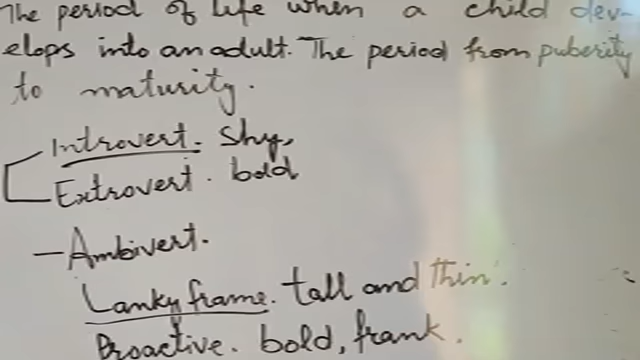 The period of life when a child dev-
elops into an adult. The period from puberty
to maturity.
Introvert. Shy,
Extrovert. bold
- Ambivert.
Lanky frame. tall and thin.
Proactive. bold, frank.